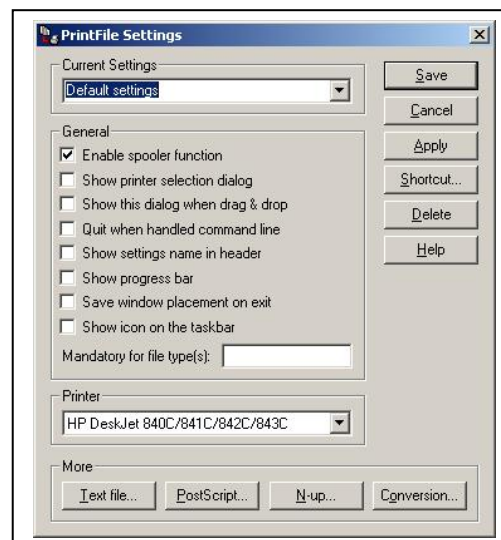 PrintFile Settings
Current Settings
Default settings
General
Enable spooler function
Show printer selection dialog
Show this dialog when drag & drop
Quit when handled command line
Show settings name in header
Show progress bar
Save window placement on exit
Show icon on the taskbar
Mandatory for file type(s):
Printer
HP DeskJet 840C/841C/842C/843C
More
Text file...
PostScript...
N-up...
Conversion...
Save
Cancel
Apply
Shortcut...
Delete
Help